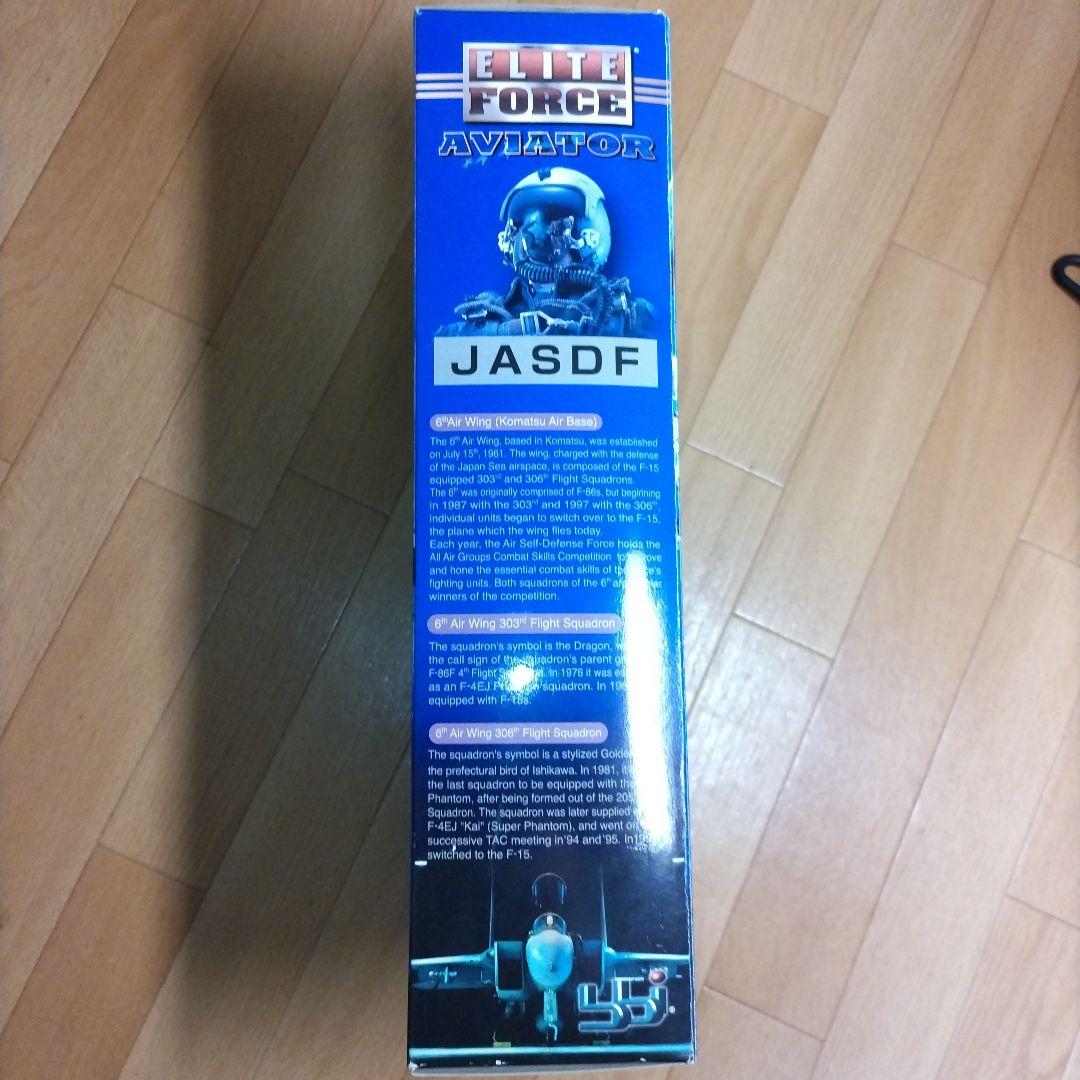 ELITE
FORCE
AVIATOR
JASDF
6th Air Wing (Komatsu Air Base)
The 6th Air Wing, based in Komatsu, was established
on July 15th, 1961. The wing, charged with the defense
of the Japan Sea airspace, is composed of the F-15
equipped 303rd and 306th Flight Squadrons.
The 6th was originally comprised of F-86s, but beginning
in 1987 with the 303rd and 1997 with the 306th,
individual units began to switch over to the F-15,
the plane which the wing flies today.
Each year, the Air Self-Defense Force holds the
All Air Groups Combat Skills Competition
and hone the essential combat skills of
fighting units. Both squadrons of the 6th
winners of the competition.
6th Air Wing 303rd Flight Squadron
The squadron's symbol is the Dragon,
the call sign of the squadron's parent
F-86F 4th Flight In 1976 it was
as an F-4EJ squadron. In
equipped with
6th Air Wing 306th Flight Squadron
The squadron's symbol is a stylized
the prefectural bird of Ishikawa. In 1981,
the last squadron to be equipped with
Phantom, after being formed out of the
Squadron. The squadron was later supplied
F-4EJ "Kai" (Super Phantom), and went
successive TAC meeting in '94 and '95.
switched to the F-15.